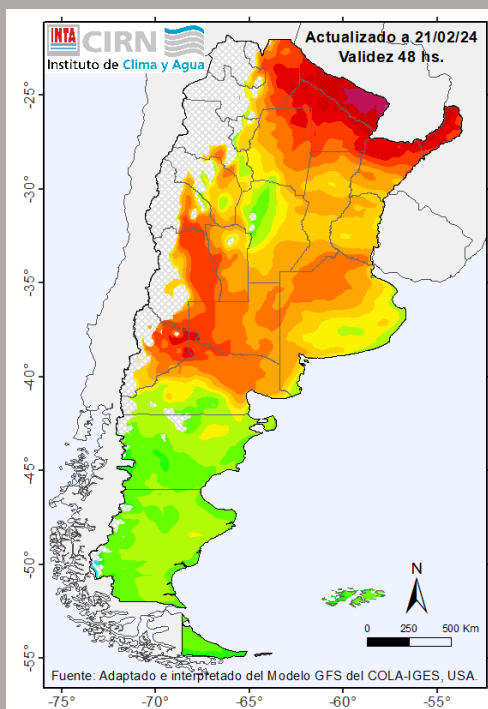 INTA CIRN
Instituto de Clima y Agua
Actualizado a 21/02/24
Validez 48 hs.
-25°
-30°
-35°
-40°
-45°
-50°
-55°
N
0 250 500 Km
Fuente: Adaptado e interpretado del Modelo GFS del COLA-IGES, USA.
-75° -70° -65° -60° -55°